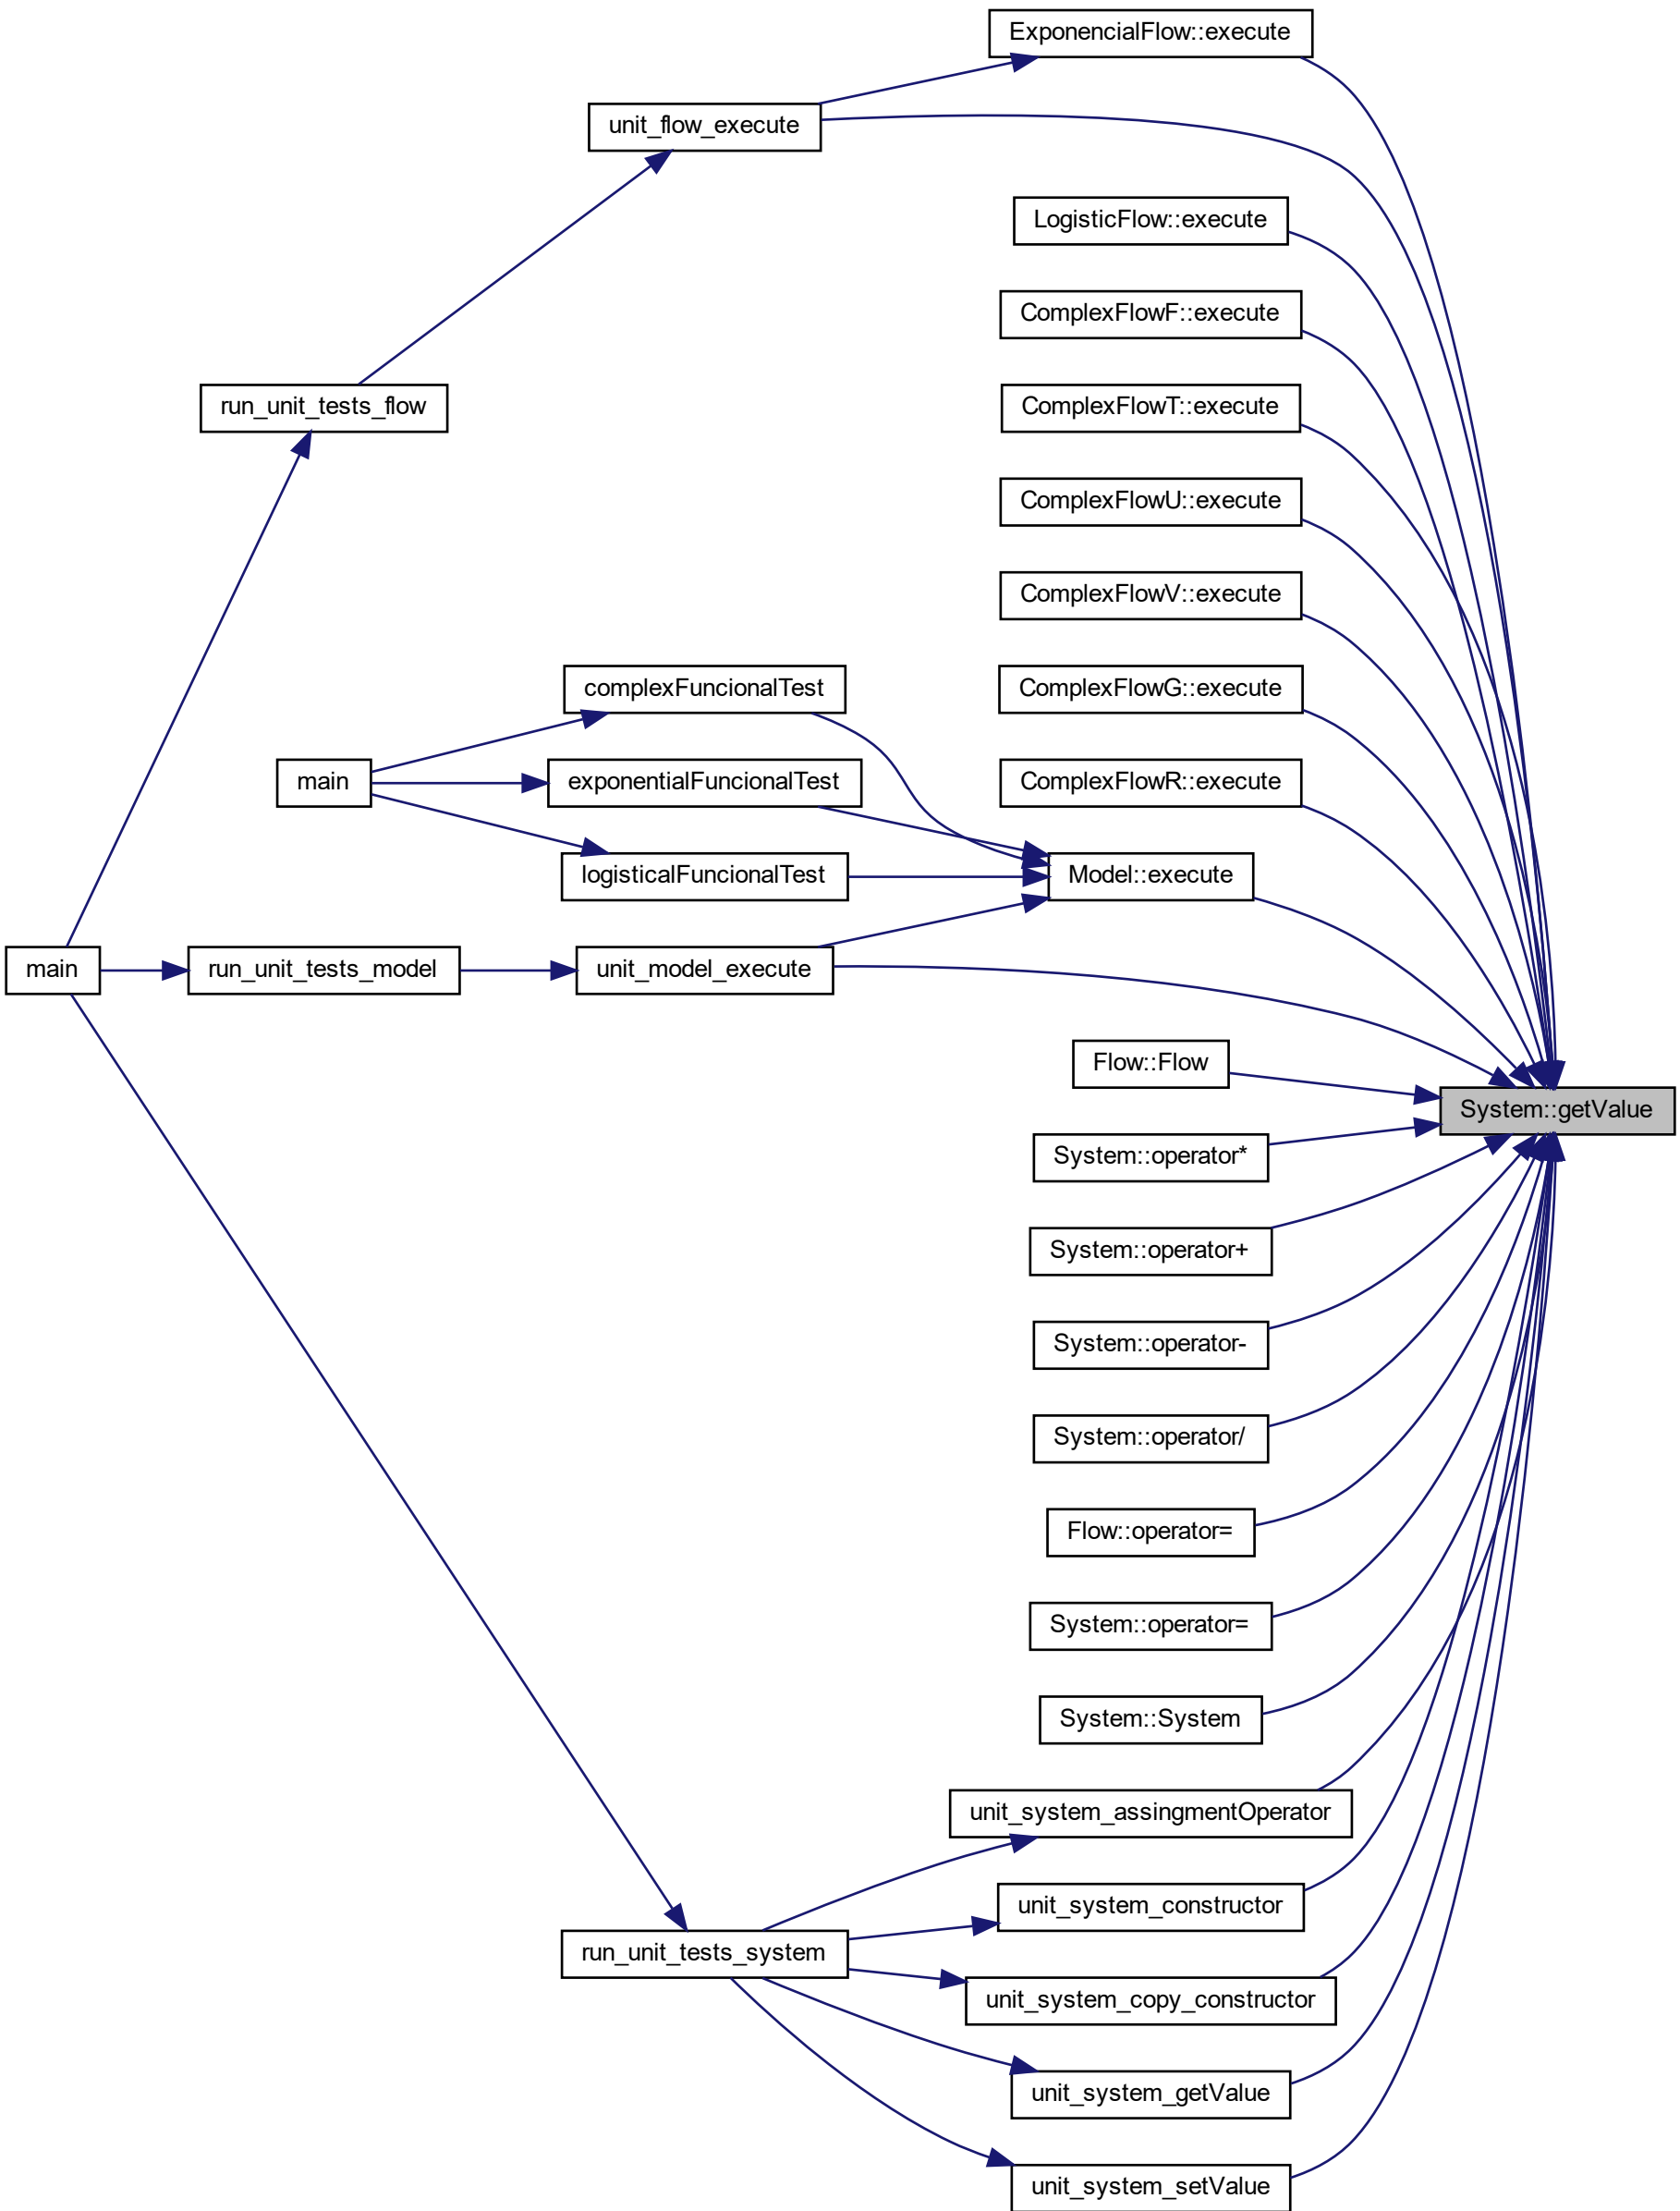 ExponencialFlow::execute
unit_flow_execute
LogisticFlow::execute
ComplexFlowF::execute
ComplexFlowT::execute
run_unit_tests_flow
ComplexFlowU::execute
ComplexFlowV::execute
complexFuncionalTest
ComplexFlowG::execute
main
exponentialFuncionalTest
ComplexFlowR::execute
logisticalFuncionalTest
Model::execute
main
run_unit_tests_model
unit_model_execute
Flow::Flow
System::getValue
System::operator*
System::operator+
System::operator-
System::operator/
Flow::operator=
System::operator=
System::System
unit_system_assingmentOperator
unit_system_constructor
run_unit_tests_system
unit_system_copy_constructor
unit_system_getValue
unit_system_setValue